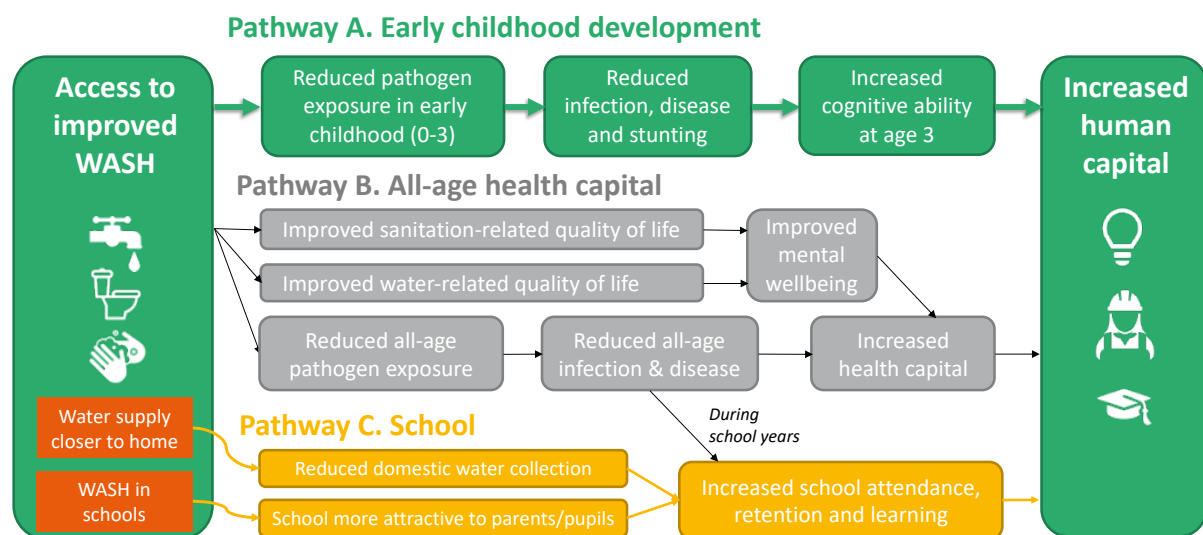 Pathway A. Early childhood development
Access to
improved
WASH
Reduced pathogen
exposure in early
childhood (0-3)
Reduced
infection, disease
and stunting
Increased
cognitive ability
at age 3
Increased
human
capital
Pathway B. All-age health capital
Improved sanitation-related quality of life
Improved water-related quality of life
Improved
mental
wellbeing
Reduced all-age
pathogen exposure
Reduced all-age
infection & disease
Increased
health capital
During
school years
Pathway C. School
Water supply
closer to home
Reduced domestic water collection
WASH in
schools
School more attractive to parents/pupils
Increased school attendance,
retention and learning